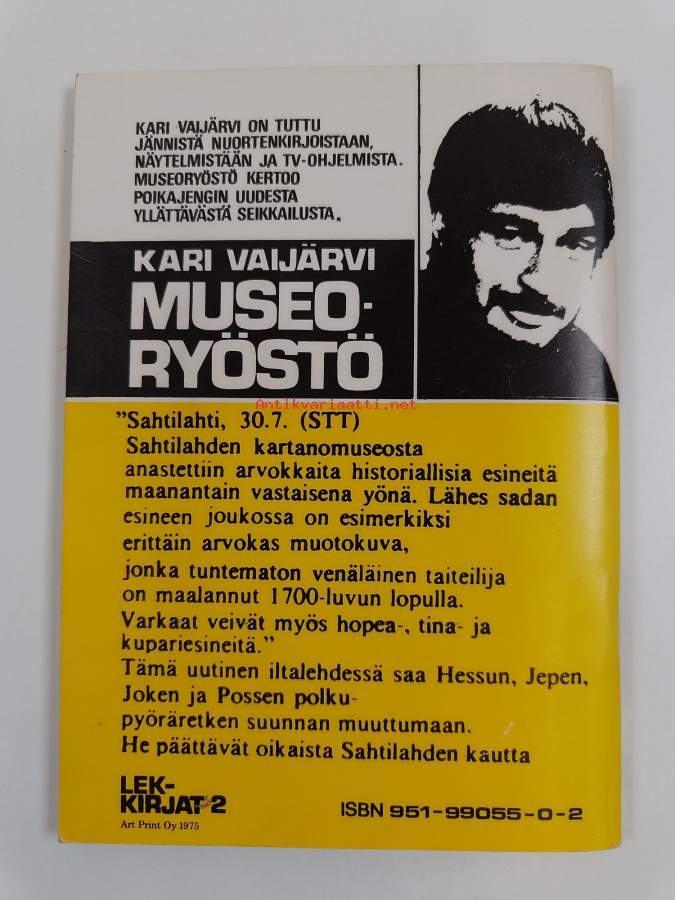 KARI VAIJÄRVI ON TUTTU
JÄNNISTÄ NUORTENKIRJOISTAAN,
NÄYTELMISTÄÄN JA TV-OHJELMISTA.
MUSEORYÖSTÖ KERTOO
POIKAJENGIN UUDESTA
YLLÄTTÄVÄSTÄ SEIKKAILUSTA.
KARI VAIJÄRVI
MUSEO-
RYÖSTÖ
Antikvariaatti.net
”Sahtilahti, 30.7. (STT)
Sahtilahden kartanomuseosta
anastettiin arvokkaita historiallisia esineitä
maanantain vastaisena yönä. Lähes sadan
esineen joukossa on esimerkiksi
erittäin arvokas muotokuva,
jonka tuntematon venäläinen taiteilija
on maalannut 1700-luvun lopulla.
Varkaat veivät myös hopea-, tina- ja
kupariesineitä.”
Tämä uutinen iltalehdessä saa Hessun, Jepen,
Joken ja Possen polku-
pyöräretken suunnan muuttumaan.
He päättävät oikaista Sahtilahden kautta
LEK-
KIRJAT 2
Art Print Oy 1975
ISBN 951-99055-0-2